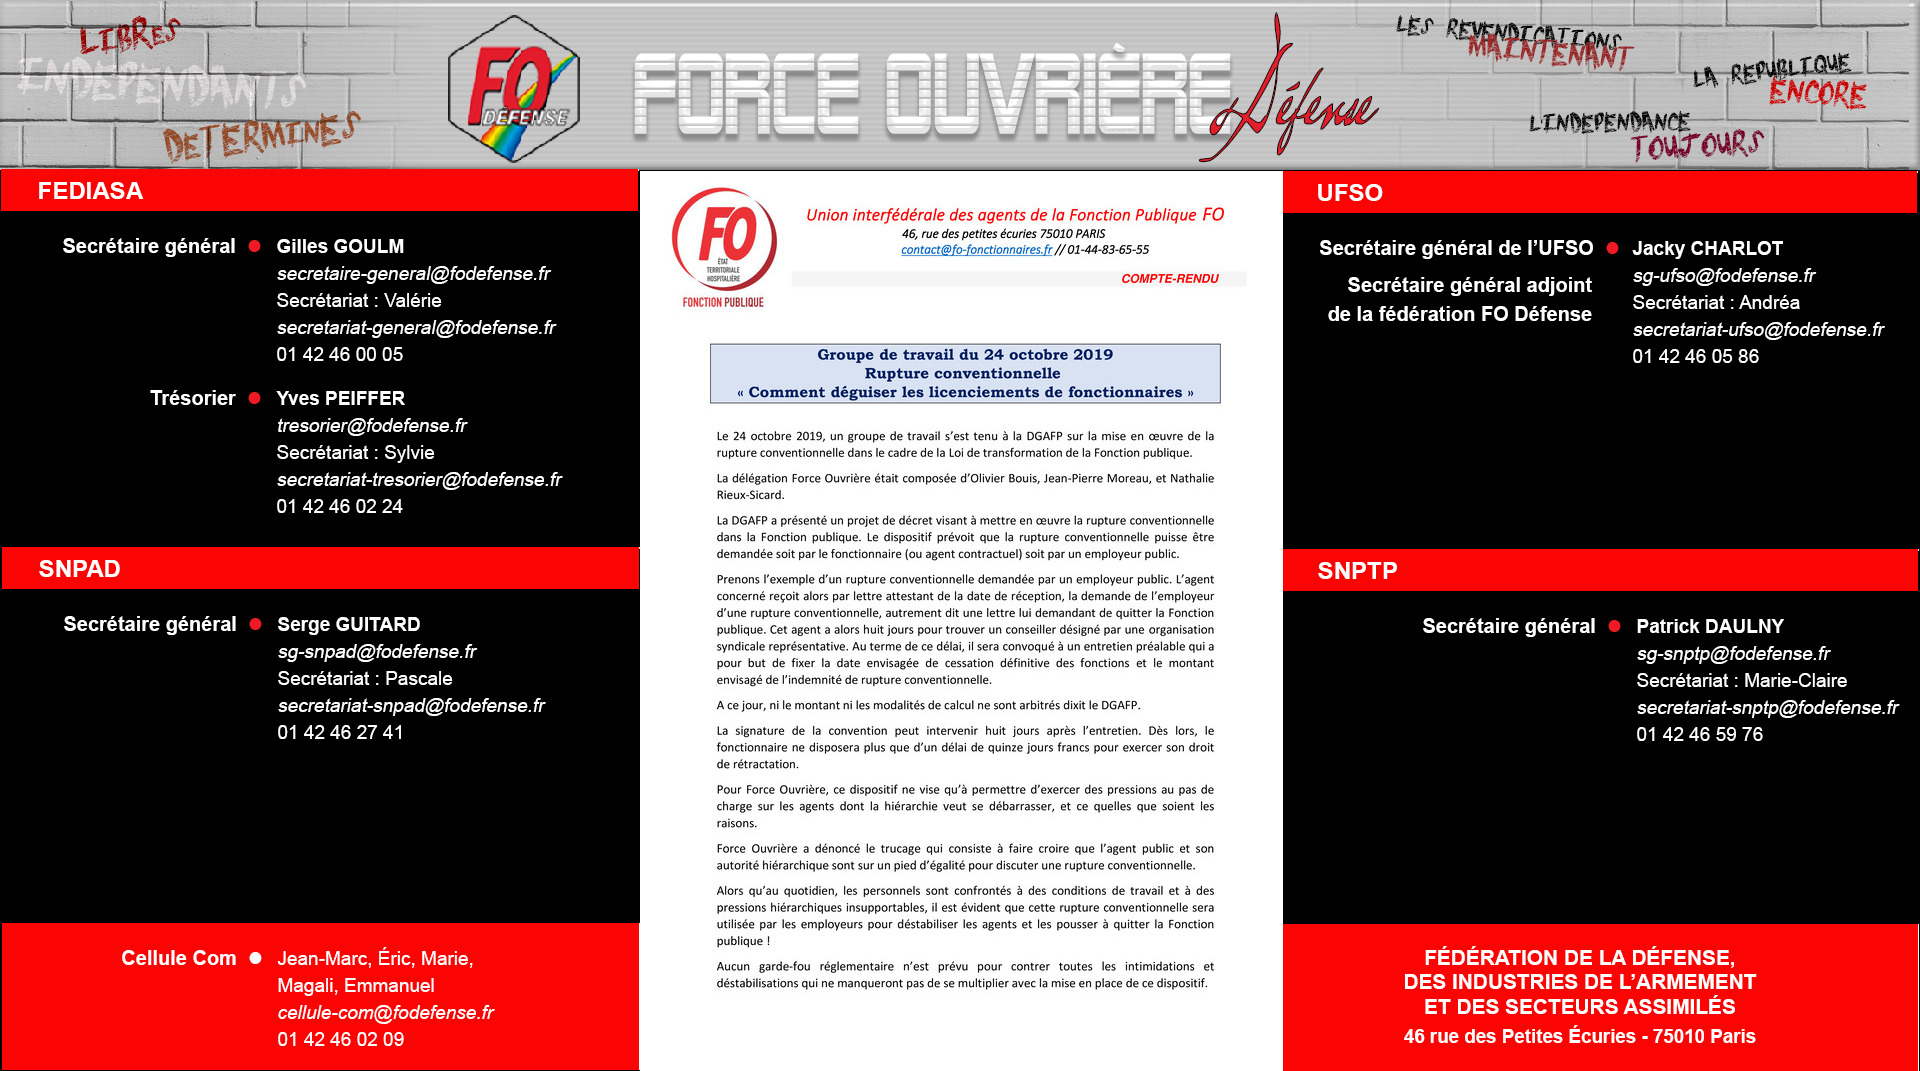 LIBRES
INDEPENDANTS
DETERMINES
FO
DÉFENSE
FORCE OUVRIÈRE
Défense
LES REVENDICATIONS
MAINTENANT
LA REPUBLIQUE
ENCORE
L'INDEPENDANCE
TOUJOURS
FEDIASA
Secrétaire général • Gilles GOULM
secretaire-general@fodefense.fr
Secrétariat : Valérie
secretariat-general@fodefense.fr
01 42 46 00 05
Trésorier • Yves PEIFFER
tresorier@fodefense.fr
Secrétariat : Sylvie
secretariat-tresorier@fodefense.fr
01 42 46 02 24
SNPAD
Secrétaire général • Serge GUITARD
sg-snpad@fodefense.fr
Secrétariat : Pascale
secretariat-snpad@fodefense.fr
01 42 46 27 41
Cellule Com • Jean-Marc, Éric, Marie,
Magali, Emmanuel
cellule-com@fodefense.fr
01 42 46 02 09
FO
ÉTAT
TERRITORIALE
HOSPITALIÈRE
FONCTION PUBLIQUE
Union interfédérale des agents de la Fonction Publique FO
46, rue des petites écuries 75010 PARIS
contact@fo-fonctionnaires.fr // 01-44-83-65-55
COMPTE-RENDU
Groupe de travail du 24 octobre 2019
Rupture conventionnelle
« Comment déguiser les licenciements de fonctionnaires »
Le 24 octobre 2019, un groupe de travail s'est tenu à la DGAFP sur la mise en œuvre de la
rupture conventionnelle dans le cadre de la Loi de transformation de la Fonction publique.
La délégation Force Ouvrière était composée d'Olivier Bouis, Jean-Pierre Moreau, et Nathalie
Rieux-Sicard.
La DGAFP a présenté un projet de décret visant à mettre en œuvre la rupture conventionnelle
dans la Fonction publique. Le dispositif prévoit que la rupture conventionnelle puisse être
demandée soit par le fonctionnaire (ou agent contractuel) soit par un employeur public.
Prenons l'exemple d'un rupture conventionnelle demandée par un employeur public. L'agent
concerné reçoit alors par lettre attestant de la date de réception, la demande de l'employeur
d'une rupture conventionnelle, autrement dit une lettre lui demandant de quitter la Fonction
publique. Cet agent a alors huit jours pour trouver un conseiller désigné par une organisation
syndicale représentative. Au terme de ce délai, il sera convoqué à un entretien préalable qui a
pour but de fixer la date envisagée de cessation définitive des fonctions et le montant
envisagé de l'indemnité de rupture conventionnelle.
A ce jour, ni le montant ni les modalités de calcul ne sont arbitrés dixit le DGAFP.
La signature de la convention peut intervenir huit jours après l'entretien. Dès lors, le
fonctionnaire ne disposera plus que d'un délai de quinze jours francs pour exercer son droit
de rétractation.
Pour Force Ouvrière, ce dispositif ne vise qu'à permettre d'exercer des pressions au pas de
charge sur les agents dont la hiérarchie veut se débarrasser, et ce quelles que soient les
raisons.
Force Ouvrière a dénoncé le trucage qui consiste à faire croire que l'agent public et son
autorité hiérarchique sont sur un pied d'égalité pour discuter une rupture conventionnelle.
Alors qu'au quotidien, les personnels sont confrontés à des conditions de travail et à des
pressions hiérarchiques insupportables, il est évident que cette rupture conventionnelle sera
utilisée par les employeurs pour déstabiliser les agents et les pousser à quitter la Fonction
publique !
Aucun garde-fou réglementaire n'est prévu pour contrer toutes les intimidations et
déstabilisations qui ne manqueront pas de se multiplier avec la mise en place de ce dispositif.
UFSO
Secrétaire général de l'UFSO • Jacky CHARLOT
Secrétaire général adjoint
de la fédération FO Défense
sg-ufso@fodefense.fr
Secrétariat : Andréa
secretariat-ufso@fodefense.fr
01 42 46 05 86
SNPTP
Secrétaire général • Patrick DAULNY
sg-snptp@fodefense.fr
Secrétariat : Marie-Claire
secretariat-snptp@fodefense.fr
01 42 46 59 76
FÉDÉRATION DE LA DÉFENSE,
DES INDUSTRIES DE L'ARMEMENT
ET DES SECTEURS ASSIMILÉS
46 rue des Petites Écuries - 75010 Paris